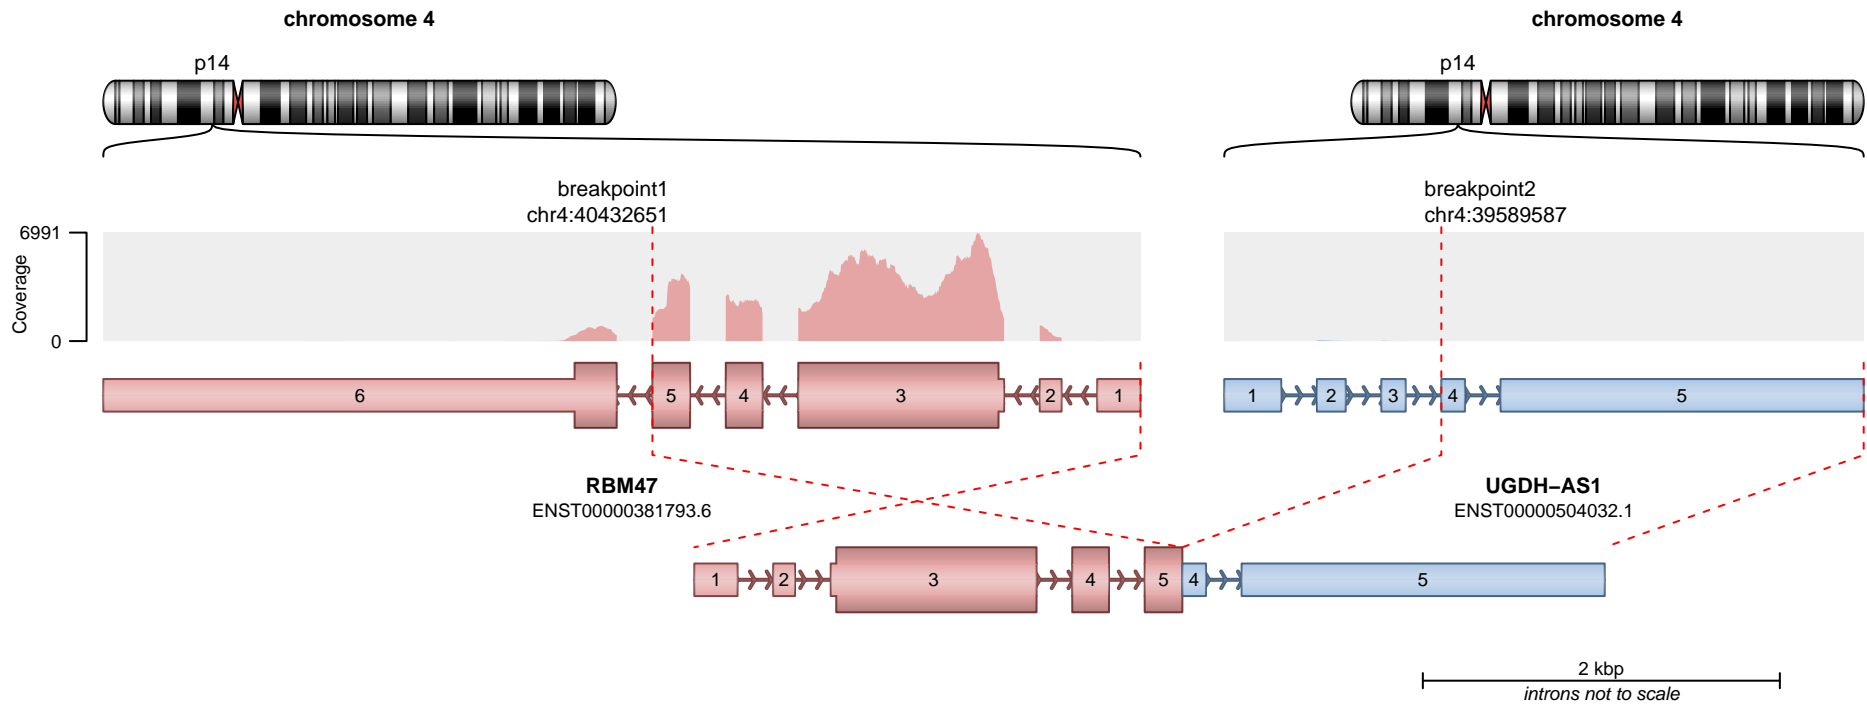 chromosome 4
chromosome 4
p14
p14
breakpoint1
chr4:40432651
breakpoint2
chr4:39589587
6991
Coverage
0
6
5
4
3
2
1
1
2
3
4
5
RBM47
ENST00000381793.6
UGDH−AS1
ENST00000504032.1
1
2
3
4
5
4
5
2 kbp
introns not to scale